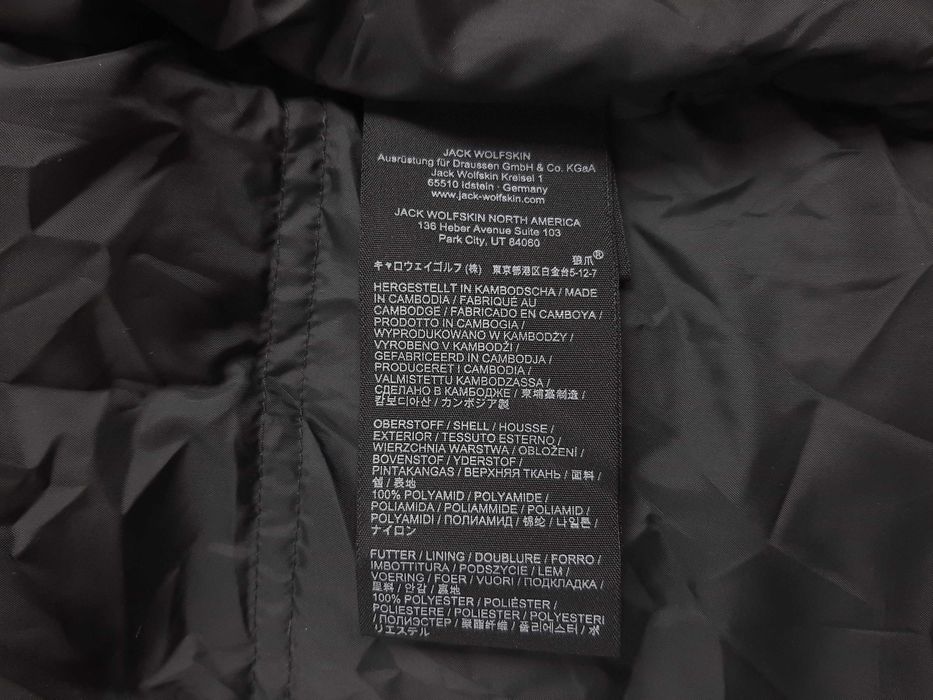 JACK WOLFSKIN
Ausrüstung für Draussen GmbH & Co. KGaA
Jack Wolfskin Kreisel 1
65510 Idstein · Germany
www.jack-wolfskin.com
JACK WOLFSKIN NORTH AMERICA
136 Heber Avenue Suite 103
Park City, UT 84060
狼爪®
キャロウェイゴルフ(株) 東京都港区白金台5-12-7
HERGESTELLT IN KAMBODSCHA / MADE
IN CAMBODIA / FABRIQUÉ AU
CAMBODGE / FABRICADO EN CAMBOYA /
PRODOTTO IN CAMBOGIA /
WYPRODUKOWANO W KAMBODŻY /
VYROBENO V KAMBODŽI /
GEFABRICEERD IN CAMBODJA /
PRODUCERET I CAMBODIA /
VALMISTETTU KAMBODZASSA /
СДЕЛАНО В КАМБОДЖЕ / 柬埔寨制造 /
캄보디아산 / カンボジア製
OBERSTOFF / SHELL / HOUSSE /
EXTERIOR / TESSUTO ESTERNO /
WIERZCHNIA WARSTWA / OBLOŽENÍ /
BOVENSTOF / YDERSTOF /
PINTAKANGAS / ВЕРХНЯЯ ТКАНЬ / 面料 /
겉 / 表地
100% POLYAMID / POLYAMIDE /
POLIAMIDA / POLIAMMIDE / POLIAMID /
POLYAMIDI / ПОЛИАМИД / 锦纶 / 나일론 /
ナイロン
FUTTER / LINING / DOUBLURE / FORRO /
IMBOTTITURA / PODSZYCIE / LEM /
VOERING / FOER / VUORI / ПОДКЛАДКА /
里料 / 안감 / 裏地
100% POLYESTER / POLIÉSTER /
POLIESTERE / POLIESTER / POLYESTERI
/ ПОЛИЭСТЕР / 聚酯纤维 / 폴리에스터 / ポ
リエステル